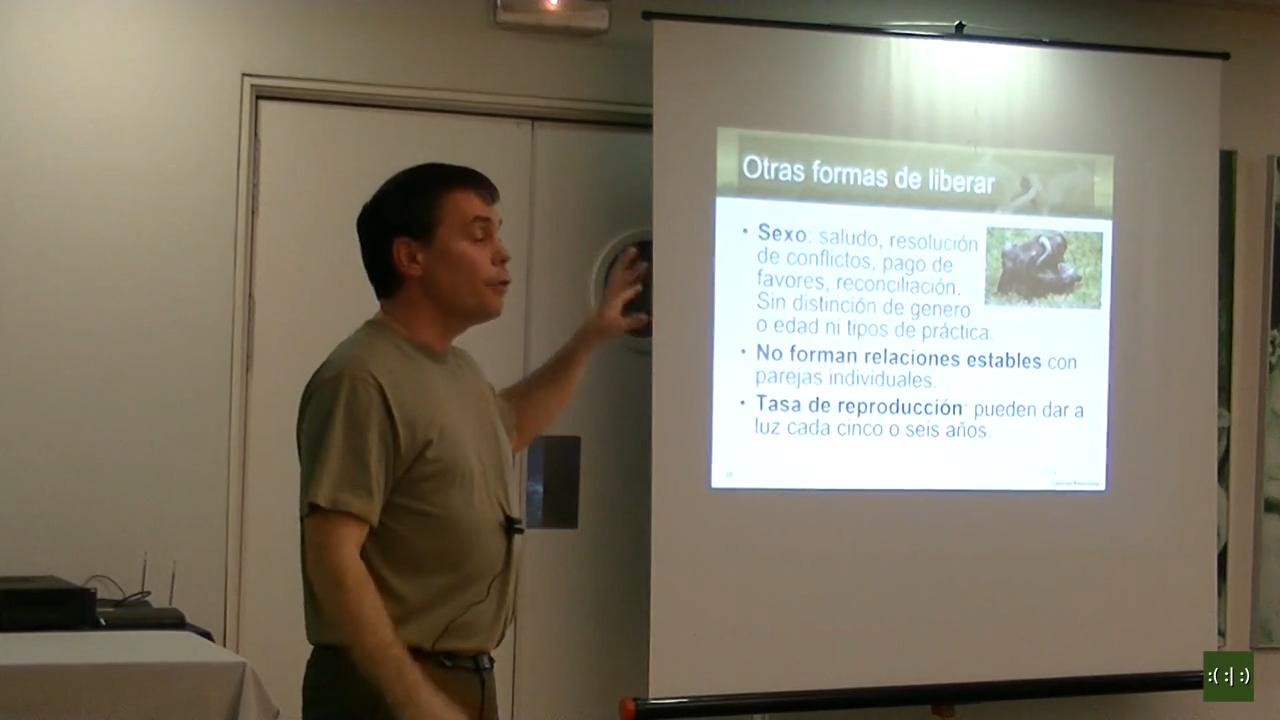 Otras formas de liberar
• Sexo: saludo, resolución
de conflictos, pago de
favores, reconciliación.
Sin distinción de genero
o edad ni tipos de práctica.
• No forman relaciones estables con
parejas individuales.
• Tasa de reproducción: pueden dar a
luz cada cinco o seis años.
:( :| :)